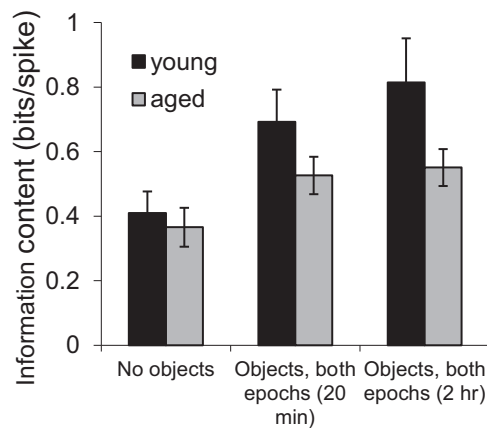 Information content (bits/spike)
1
0.8
0.6
0.4
0.2
0
young
aged
No objects
Objects, both
epochs (20
min)
Objects, both
epochs (2 hr)